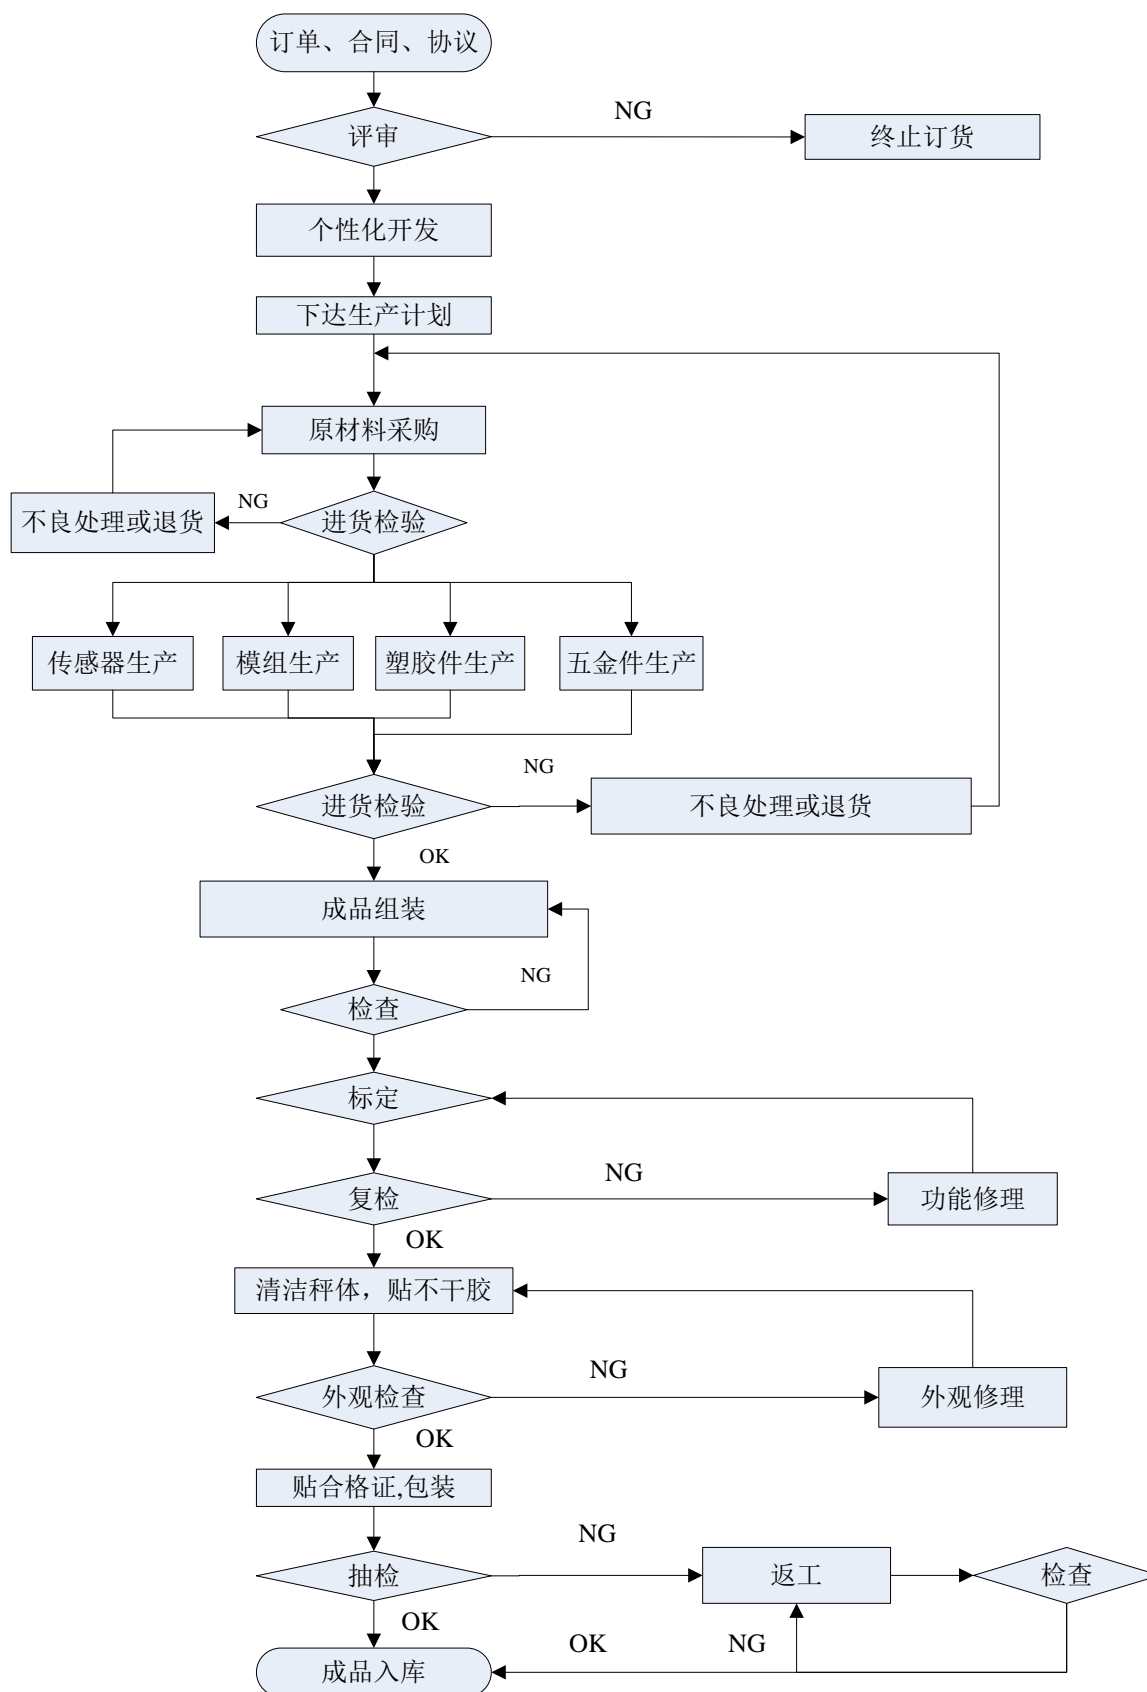 订单、合同、协议
NG
评审
终止订货
个性化开发
下达生产计划
原材料采购
NG
不良处理或退货
进货检验
传感器生产
模组生产
塑胶件生产
五金件生产
NG
进货检验
不良处理或退货
OK
成品组装
NG
检查
标定
NG
复检
功能修理
OK
清洁秤体，贴不干胶
NG
外观检查
外观修理
OK
贴合格证,包装
NG
抽检
返工
检查
OK
OK
NG
成品入库